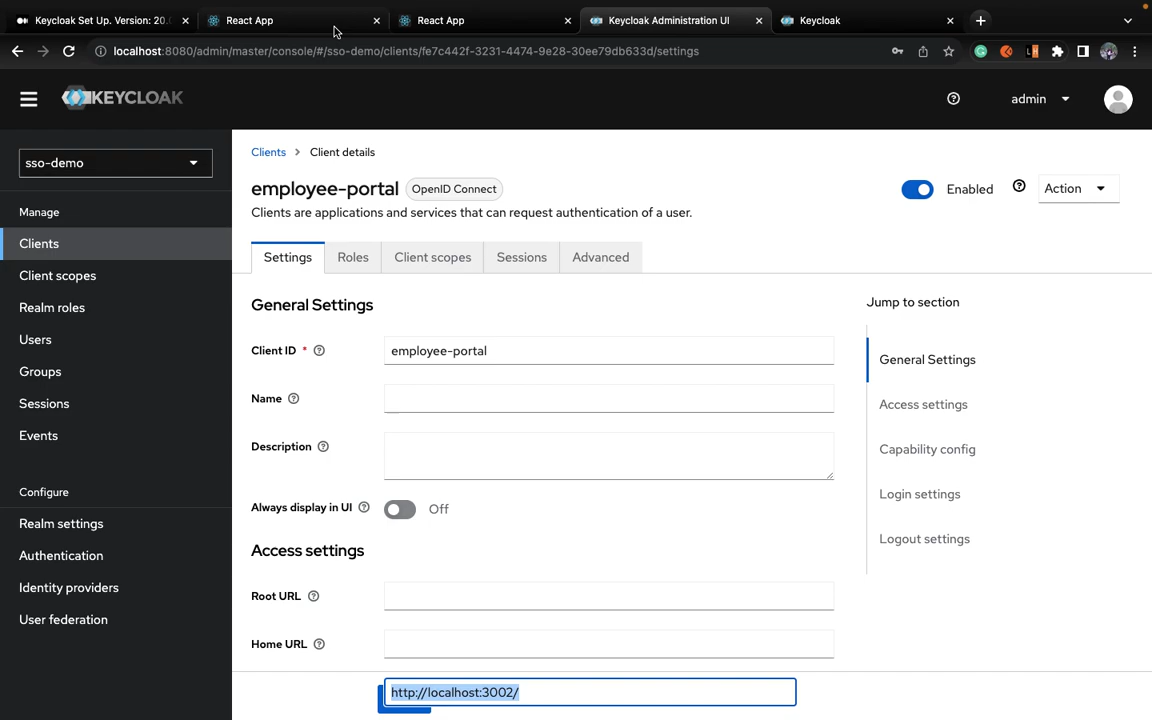 Keycloak Set Up. Version: 20.
React App
React App
Keycloak Administration UI
Keycloak
localhost:8080/admin/master/console/#/sso-demo/clients/fe7c442f-3231-4474-9e28-30ee79db633d/settings
KEYCLOAK
admin
sso-demo
Manage
Clients
Client scopes
Realm roles
Users
Groups
Sessions
Events
Configure
Realm settings
Authentication
Identity providers
User federation
Clients > Client details
employee-portal OpenID Connect
Enabled
Action
Clients are applications and services that can request authentication of a user.
Settings Roles Client scopes Sessions Advanced
General Settings
Client ID *
employee-portal
Name
Description
Always display in UI
Off
Access settings
Root URL
Home URL
http://localhost:3002/
Jump to section
General Settings
Access settings
Capability config
Login settings
Logout settings